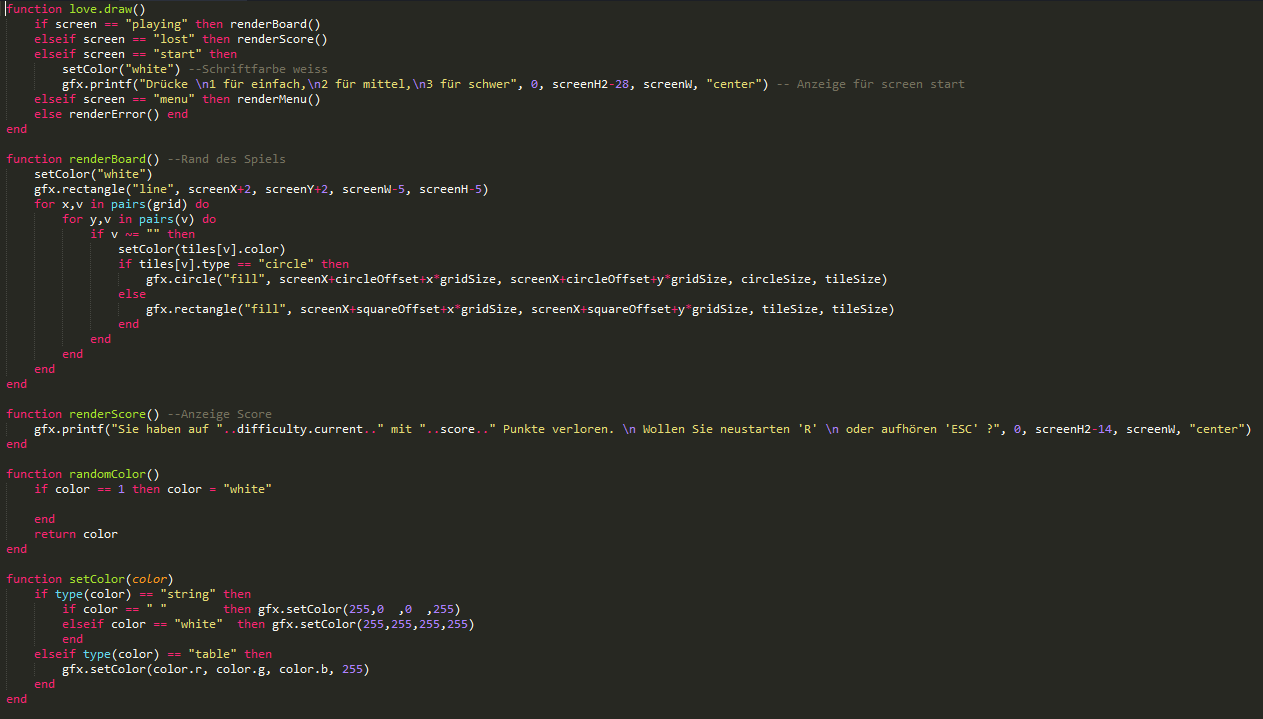 function love.draw()
    if screen == "playing" then renderBoard()
    elseif screen == "lost" then renderScore()
    elseif screen == "start" then
        setColor("white") --Schriftfarbe weiss
        gfx.printf("Drücke \n1 für einfach,\n2 für mittel,\n3 für schwer", 0, screenH2-28, screenW, "center") -- Anzeige für screen start
    elseif screen == "menu" then renderMenu()
    else renderError() end
end

function renderBoard() --Rand des Spiels
    setColor("white")
    gfx.rectangle("line", screenX+2, screenY+2, screenW-5, screenH-5)
    for x,v in pairs(grid) do
        for y,v in pairs(v) do
            if v ~= "" then
                setColor(tiles[v].color)
                if tiles[v].type == "circle" then
                    gfx.circle("fill", screenX+circleOffset+x*gridSize, screenX+circleOffset+y*gridSize, circleSize, tileSize)
                else
                    gfx.rectangle("fill", screenX+squareOffset+x*gridSize, screenX+squareOffset+y*gridSize, tileSize, tileSize)
                end
            end
        end
    end
end

function renderScore() --Anzeige Score
    gfx.printf("Sie haben auf "..difficulty.current.." mit "..score.." Punkte verloren. \n Wollen Sie neustarten 'R' \n oder aufhören 'ESC' ?", 0, screenH2-14, screenW, "center")
end

function randomColor()
    if color == 1 then color = "white"

    end
    return color
end

function setColor(color)
    if type(color) == "string" then
        if color == " "        then gfx.setColor(255,0  ,0  ,255)
        elseif color == "white"  then gfx.setColor(255,255,255,255)
        end
    elseif type(color) == "table" then
        gfx.setColor(color.r, color.g, color.b, 255)
    end
end